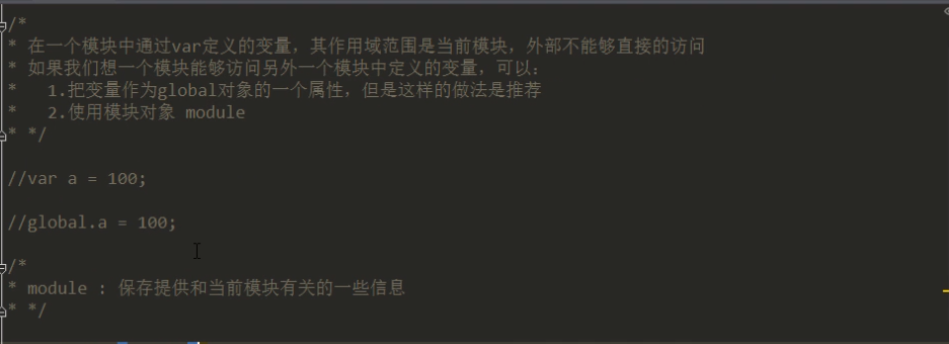 /*
* 在一个模块中通过var定义的变量，其作用域范围是当前模块，外部不能够直接的访问
* 如果我们想一个模块能够访问另外一个模块中定义的变量，可以：
*   1.把变量作为global对象的一个属性，但是这样的做法是推荐
*   2.使用模块对象 module
* */
//var a = 100;
//global.a = 100;
/*
* module : 保存提供和当前模块有关的一些信息
* */